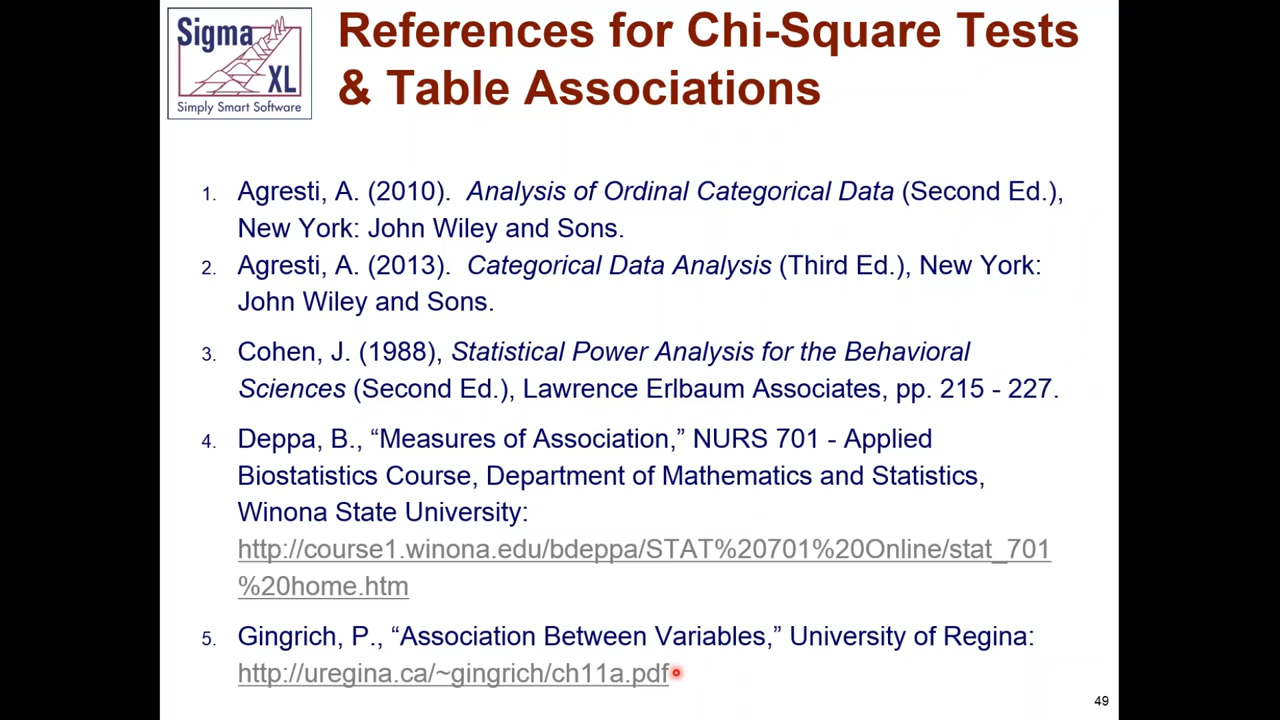 Sigma
XL
Simply Smart Software
References for Chi-Square Tests
& Table Associations
1. Agresti, A. (2010). Analysis of Ordinal Categorical Data (Second Ed.),
New York: John Wiley and Sons.
2. Agresti, A. (2013). Categorical Data Analysis (Third Ed.), New York:
John Wiley and Sons.
3. Cohen, J. (1988), Statistical Power Analysis for the Behavioral
Sciences (Second Ed.), Lawrence Erlbaum Associates, pp. 215 - 227.
4. Deppa, B., “Measures of Association,” NURS 701 - Applied
Biostatistics Course, Department of Mathematics and Statistics,
Winona State University:
http://course1.winona.edu/bdeppa/STAT%20701%20Online/stat_701
%20home.htm
5. Gingrich, P., “Association Between Variables,” University of Regina:
http://uregina.ca/~gingrich/ch11a.pdf
49